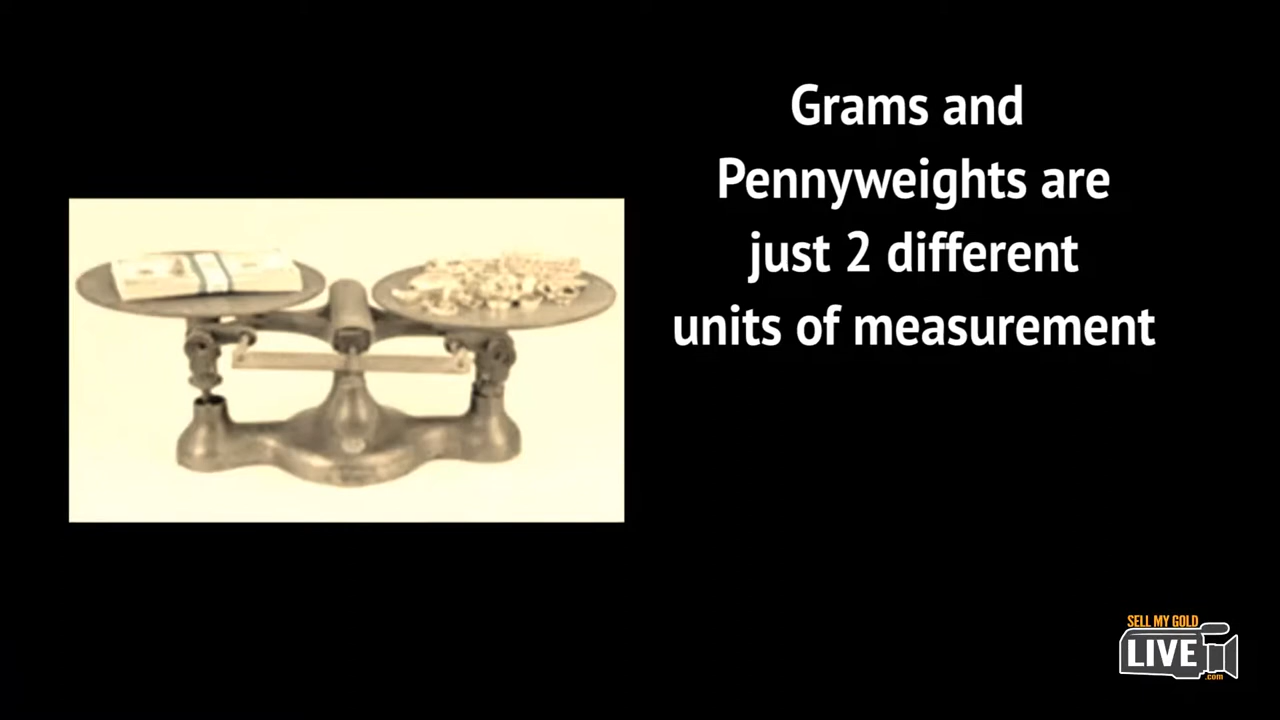 Grams and
Pennyweights are
just 2 different
units of measurement
SELL MY GOLD
LIVE
.com